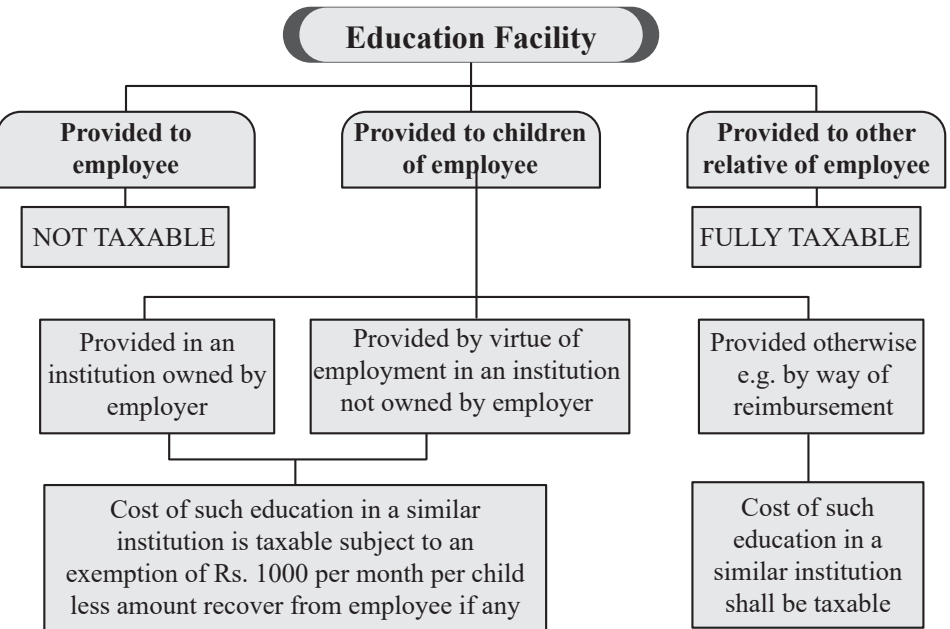 Education Facility
Provided to
employee
Provided to children
of employee
Provided to other
relative of employee
NOT TAXABLE
FULLY TAXABLE
Provided in an
institution owned by
employer
Provided by virtue of
employment in an institution
not owned by employer
Provided otherwise
e.g. by way of
reimbursement
Cost of such education in a similar
institution is taxable subject to an
exemption of Rs. 1000 per month per child
less amount recover from employee if any
Cost of such
education in a
similar institution
shall be taxable